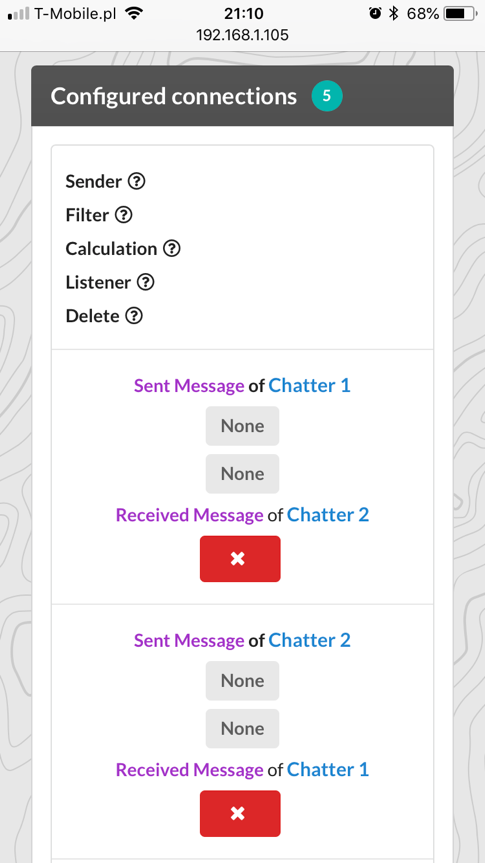 T-Mobile.pl 21:10 68%
192.168.1.105
Configured connections 5
Sender ?
Filter ?
Calculation ?
Listener ?
Delete ?
Sent Message of Chatter 1
None
None
Received Message of Chatter 2
Sent Message of Chatter 2
None
None
Received Message of Chatter 1